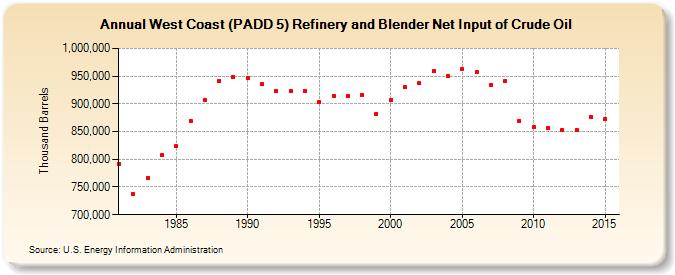 Annual West Coast (PADD 5) Refinery and Blender Net Input of Crude Oil
Thousand Barrels
1,000,000
950,000
900,000
850,000
800,000
750,000
700,000
1985 1990 1995 2000 2005 2010 2015
Source: U.S. Energy Information Administration